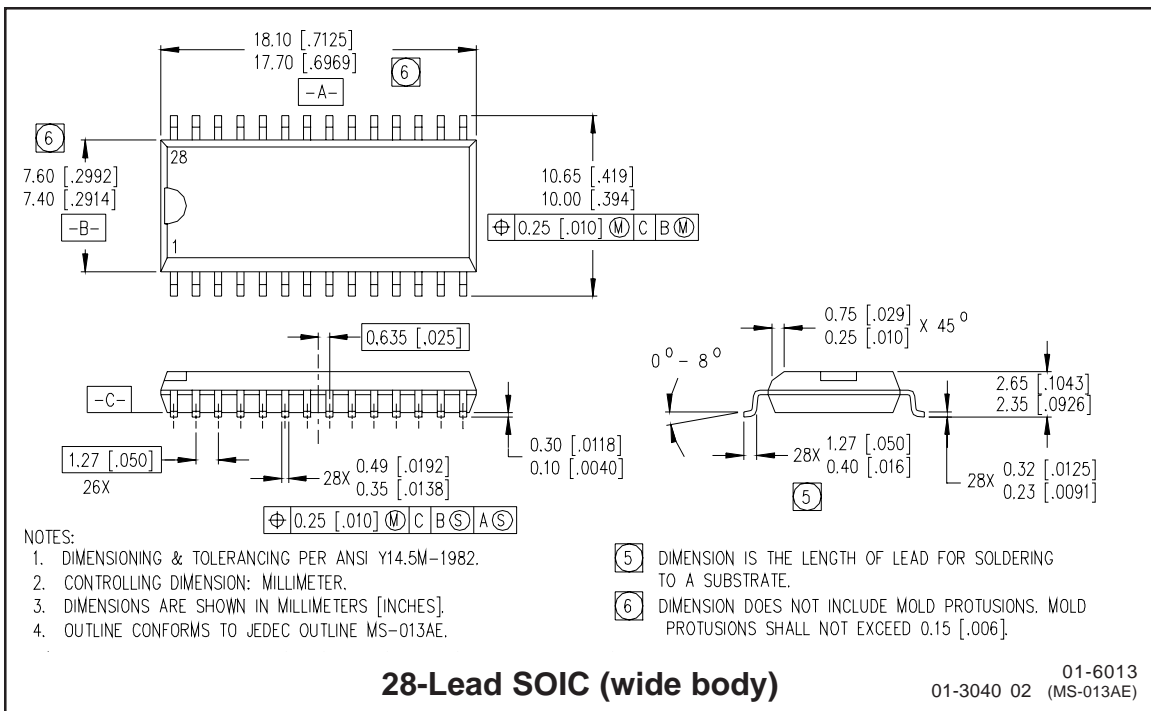 18.10 [.7125]
17.70 [.6969]
6
-A-
6
28
7.60 [.2992]
7.40 [.2914]
-B-
1
10.65 [.419]
10.00 [.394]
⌖ 0.25 [.010] Ⓜ C B Ⓜ
0.635 [.025]
-C-
1.27 [.050]
26X
28X 0.49 [.0192]
0.35 [.0138]
0.30 [.0118]
0.10 [.0040]
⌖ 0.25 [.010] Ⓜ C B Ⓢ A Ⓢ
0.75 [.029]
0.25 [.010] X 45°
0° - 8°
2.65 [.1043]
2.35 [.0926]
28X 1.27 [.050]
0.40 [.016]
5
28X 0.32 [.0125]
0.23 [.0091]
NOTES:
1. DIMENSIONING & TOLERANCING PER ANSI Y14.5M-1982.
2. CONTROLLING DIMENSION: MILLIMETER.
3. DIMENSIONS ARE SHOWN IN MILLIMETERS [INCHES].
4. OUTLINE CONFORMS TO JEDEC OUTLINE MS-013AE.
5 DIMENSION IS THE LENGTH OF LEAD FOR SOLDERING
TO A SUBSTRATE.
6 DIMENSION DOES NOT INCLUDE MOLD PROTUSIONS. MOLD
PROTUSIONS SHALL NOT EXCEED 0.15 [.006].
28-Lead SOIC (wide body)
01-6013
01-3040 02 (MS-013AE)